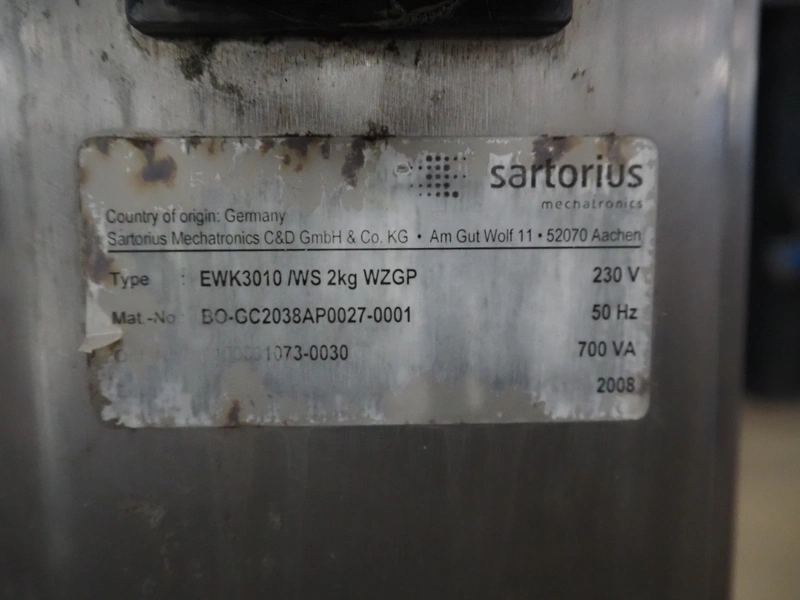 sartorius
mechatronics
Country of origin: Germany
Sartorius Mechatronics C&D GmbH & Co. KG • Am Gut Wolf 11 • 52070 Aachen
Type : EWK3010 /WS 2kg WZGP 230 V
Mat.-No : BO-GC2038AP0027-0001 50 Hz
1073-0030 700 VA
2008